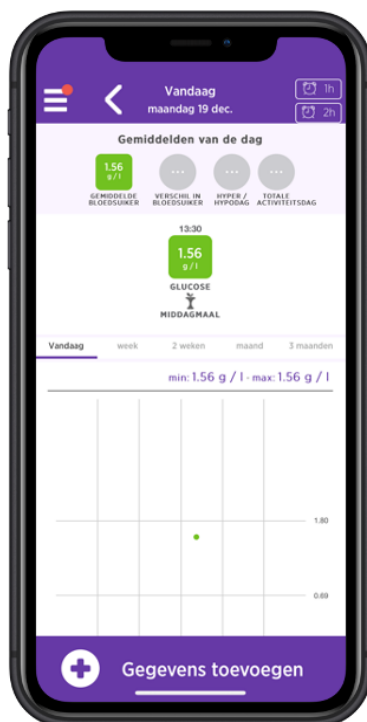 Vandaag
maandag 19 dec.
1h
2h
Gemiddelden van de dag
1.56
g / l
GEMIDDELDE
BLOEDSUIKER
VERSCHIL IN
BLOEDSUIKER
HYPER /
HYPODAG
TOTALE
ACTIVITEITSDAG
13:30
1.56
g / l
GLUCOSE
MIDDAGMAAL
Vandaag week 2 weken maand 3 maanden
min: 1.56 g / l - max: 1.56 g / l
1.80
0.69
Gegevens toevoegen